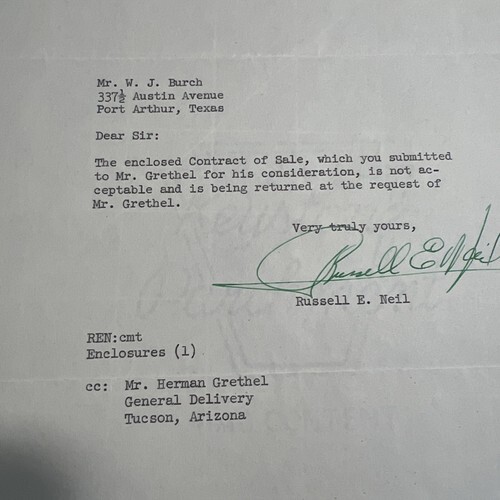 Mr. W. J. Burch
337½ Austin Avenue
Port Arthur, Texas
Dear Sir:
The enclosed Contract of Sale, which you submitted
to Mr. Grethel for his consideration, is not ac-
ceptable and is being returned at the request of
Mr. Grethel.
Very truly yours,
Russell E. Neil
Russell E. Neil
REN:cmt
Enclosures (1)
cc: Mr. Herman Grethel
General Delivery
Tucson, Arizona